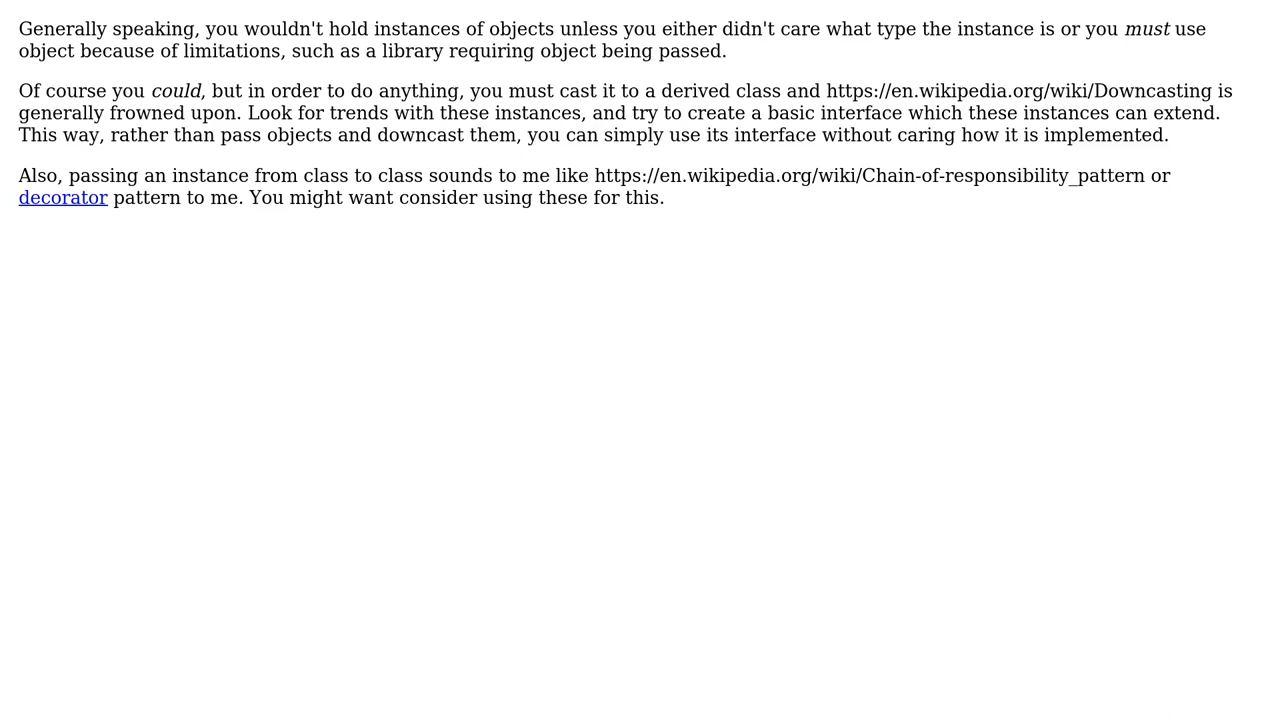 Generally speaking, you wouldn't hold instances of objects unless you either didn't care what type the instance is or you must use
object because of limitations, such as a library requiring object being passed.
Of course you could, but in order to do anything, you must cast it to a derived class and https://en.wikipedia.org/wiki/Downcasting is
generally frowned upon. Look for trends with these instances, and try to create a basic interface which these instances can extend.
This way, rather than pass objects and downcast them, you can simply use its interface without caring how it is implemented.
Also, passing an instance from class to class sounds to me like https://en.wikipedia.org/wiki/Chain-of-responsibility_pattern or
decorator pattern to me. You might want consider using these for this.